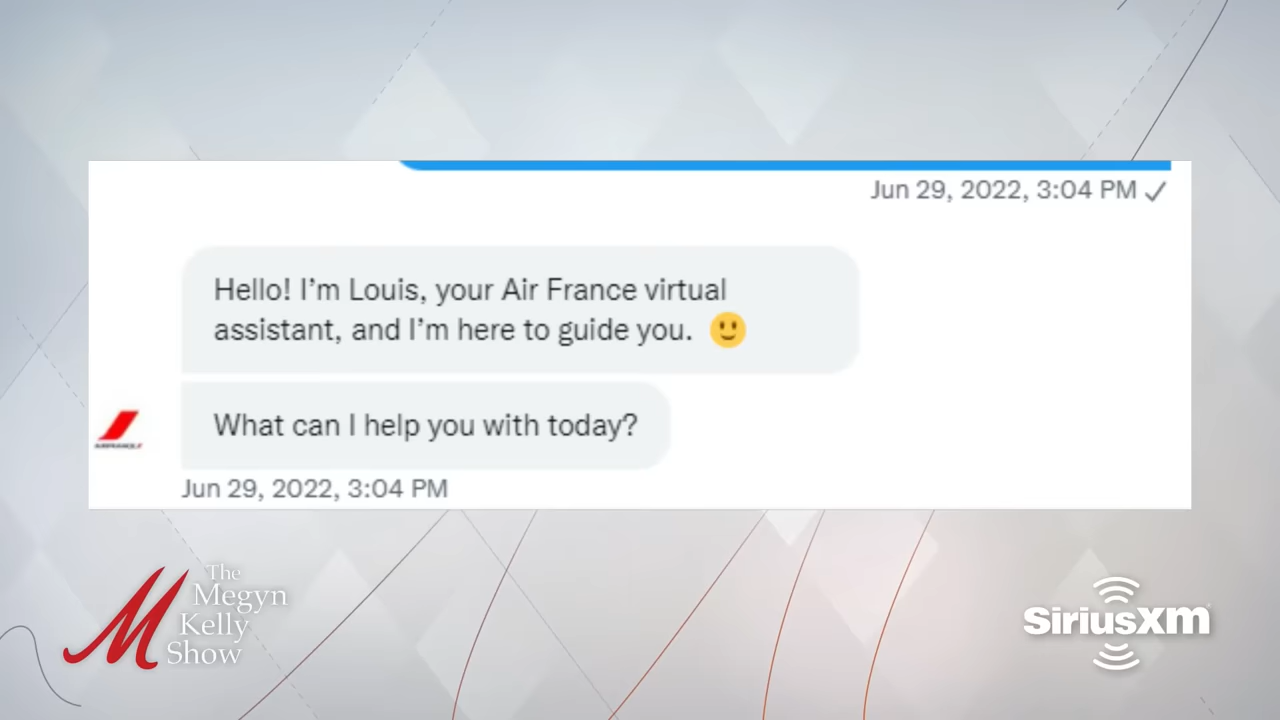 Jun 29, 2022, 3:04 PM
Hello! I'm Louis, your Air France virtual
assistant, and I'm here to guide you. 🙂
What can I help you with today?
AIRFRANCE
Jun 29, 2022, 3:04 PM
The
Megyn
Kelly
Show
SiriusXM